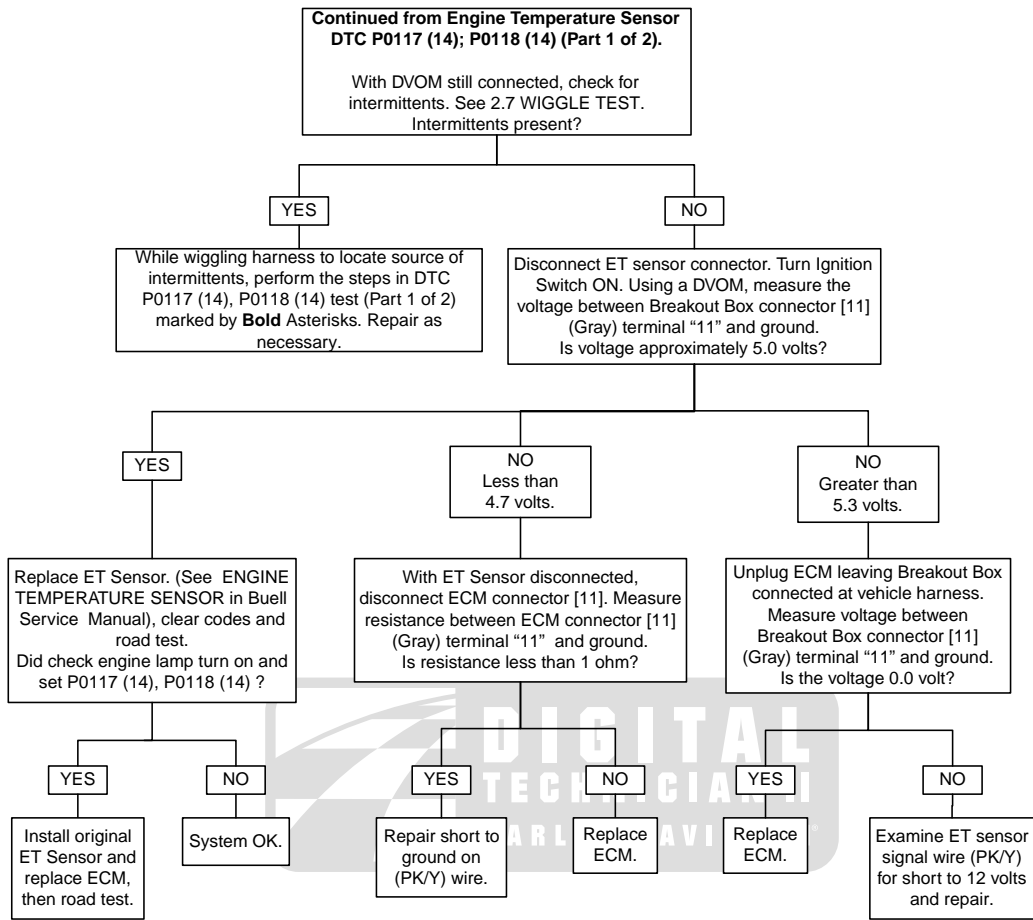 Continued from Engine Temperature Sensor
DTC P0117 (14); P0118 (14) (Part 1 of 2).
With DVOM still connected, check for
intermittents. See 2.7 WIGGLE TEST.
Intermittents present?
YES
NO
While wiggling harness to locate source of
intermittents, perform the steps in DTC
P0117 (14), P0118 (14) test (Part 1 of 2)
marked by Bold Asterisks. Repair as
necessary.
Disconnect ET sensor connector. Turn Ignition
Switch ON. Using a DVOM, measure the
voltage between Breakout Box connector [11]
(Gray) terminal “11” and ground.
Is voltage approximately 5.0 volts?
YES
NO
Less than
4.7 volts.
NO
Greater than
5.3 volts.
Replace ET Sensor. (See ENGINE
TEMPERATURE SENSOR in Buell
Service Manual), clear codes and
road test.
Did check engine lamp turn on and
set P0117 (14), P0118 (14) ?
With ET Sensor disconnected,
disconnect ECM connector [11]. Measure
resistance between ECM connector [11]
(Gray) terminal “11” and ground.
Is resistance less than 1 ohm?
Unplug ECM leaving Breakout Box
connected at vehicle harness.
Measure voltage between
Breakout Box connector [11]
(Gray) terminal “11” and ground.
Is the voltage 0.0 volt?
DIGITAL
TECHNICIAN II
YES
NO
YES
NO
YES
NO
Install original
ET Sensor and
replace ECM,
then road test.
System OK.
Repair short to
ground on
(PK/Y) wire.
Replace
ECM.
Replace
ECM.
Examine ET sensor
signal wire (PK/Y)
for short to 12 volts
and repair.